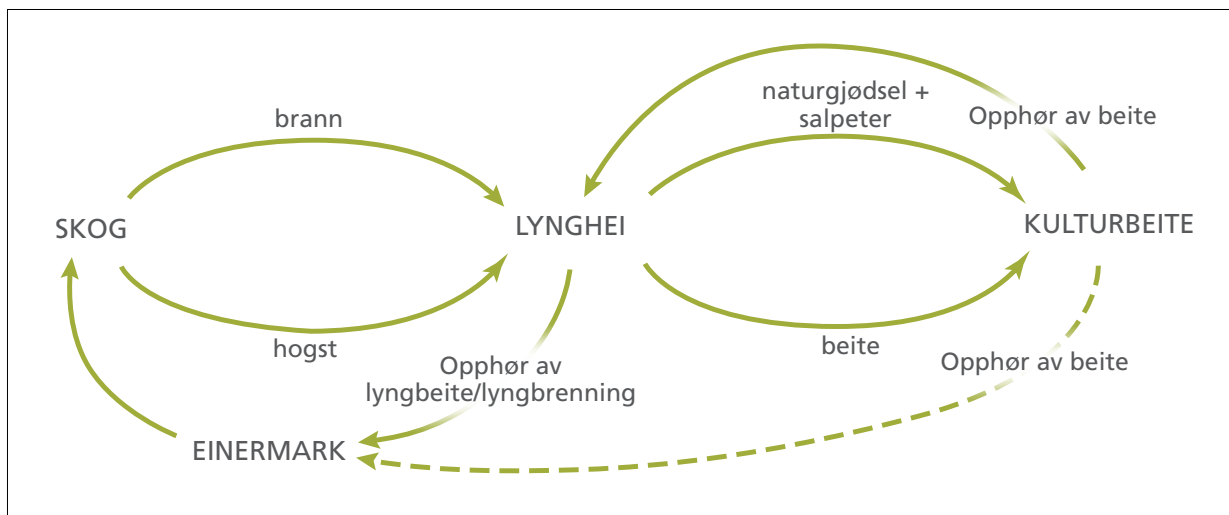 brann
naturgjødsel +
salpeter
Opphør av beite
SKOG
LYNGHEI
KULTURBEITE
hogst
beite
Opphør av
lyngbeite/lyngbrenning
Opphør av beite
EINERMARK